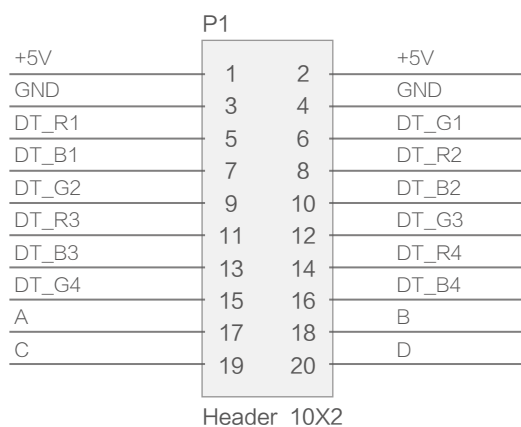 P1
+5V 1 2 +5V
GND 3 4 GND
DT_R1 5 6 DT_G1
DT_B1 7 8 DT_R2
DT_G2 9 10 DT_B2
DT_R3 11 12 DT_G3
DT_B3 13 14 DT_R4
DT_G4 15 16 DT_B4
A 17 18 B
C 19 20 D
Header 10X2